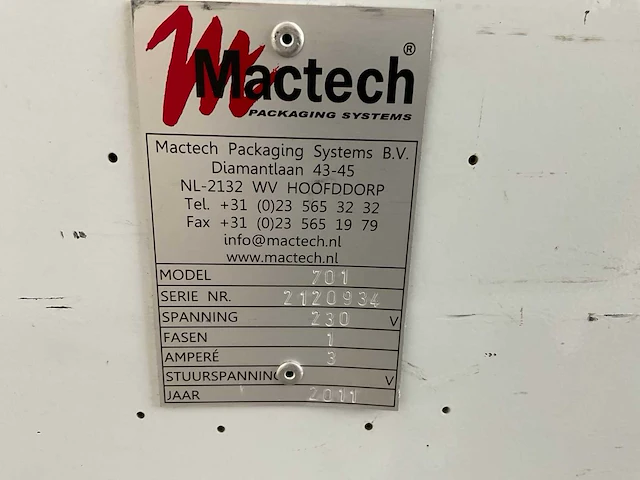 Mactech®
PACKAGING SYSTEMS
Mactech Packaging Systems B.V.
Diamantlaan 43-45
NL-2132 WV HOOFDDORP
Tel. +31 (0)23 565 32 32
Fax +31 (0)23 565 19 79
info@mactech.nl
www.mactech.nl
MODEL 701
SERIE NR. 2120934
SPANNING 230 V
FASEN 1
AMPERÉ 3
STUURSPANNING V
JAAR 2011